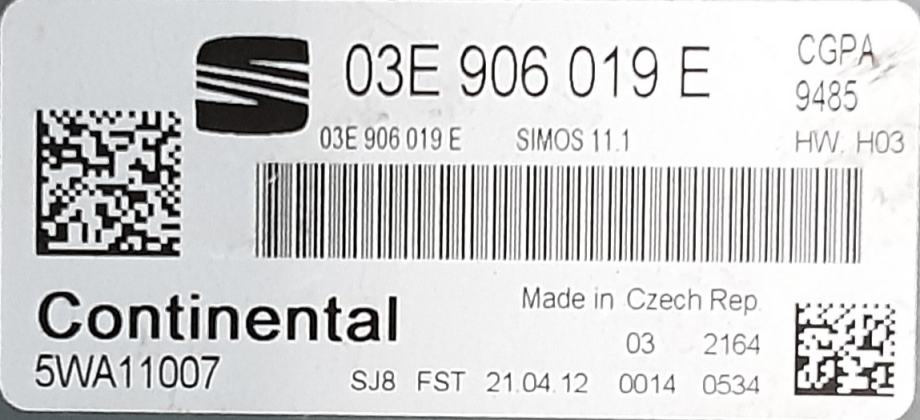 03E 906 019 E
CGPA
9485
03E 906 019 E SIMOS 11.1
HW. H03
Continental
5WA11007
Made in Czech Rep.
03 2164
SJ8 FST 21.04.12 0014 0534